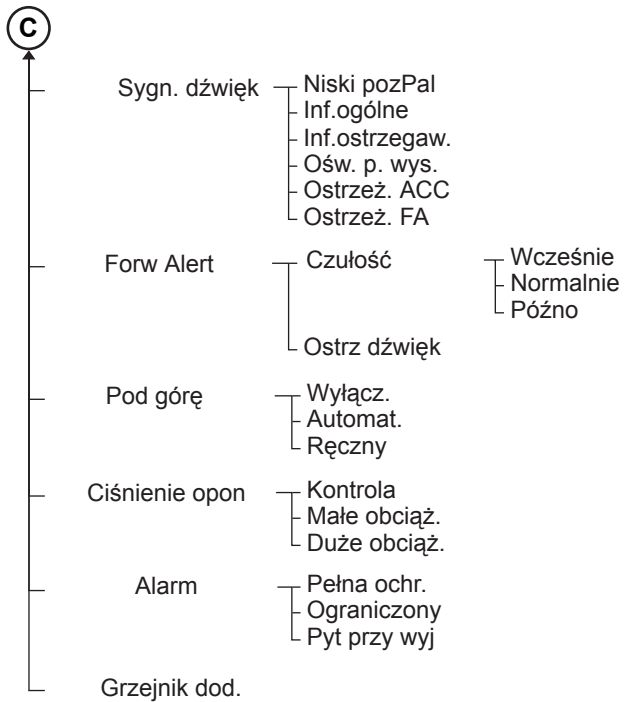 C
Sygn. dźwięk
Niski pozPal
Inf.ogólne
Inf.ostrzegaw.
Ośw. p. wys.
Ostrzeż. ACC
Ostrzeż. FA
Forw Alert
Czułość
Wcześnie
Normalnie
Późno
Ostrz dźwięk
Pod górę
Wyłącz.
Automat.
Ręczny
Ciśnienie opon
Kontrola
Małe obciąż.
Duże obciąż.
Alarm
Pełna ochr.
Ograniczony
Pyt przy wyj
Grzejnik dod.